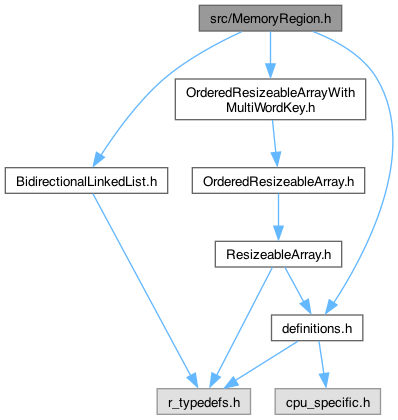 src/MemoryRegion.h
OrderedResizeableArrayWith
MultiWordKey.h
BidirectionalLinkedList.h
OrderedResizeableArray.h
ResizeableArray.h
definitions.h
r_typedefs.h
cpu_specific.h